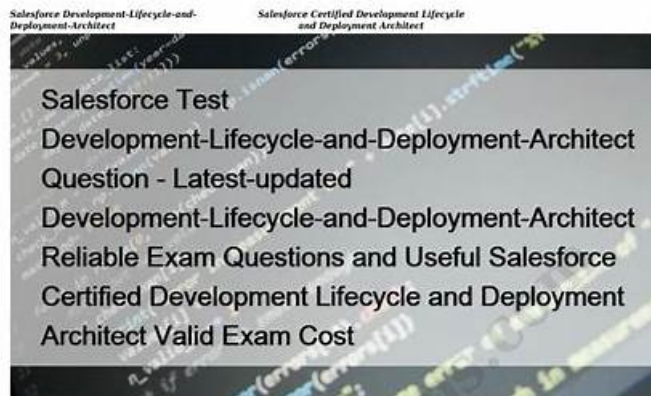 Salesforce Development-Lifecycle-and-
Deployment-Architect
Salesforce Certified Development Lifecycle
and Deployment Architect
Salesforce Test
Development-Lifecycle-and-Deployment-Architect
Question - Latest-updated
Development-Lifecycle-and-Deployment-Architect
Reliable Exam Questions and Useful Salesforce
Certified Development Lifecycle and Deployment
Architect Valid Exam Cost